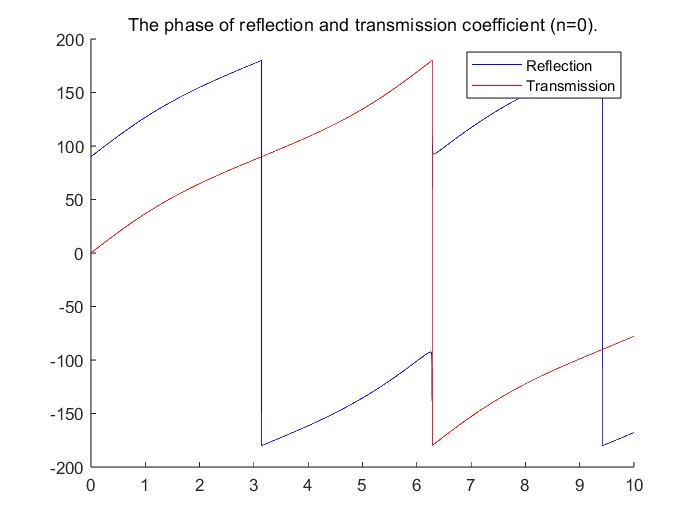 The phase of reflection and transmission coefficient (n=0).
200
150
100
50
0
-50
-100
-150
-200
0 1 2 3 4 5 6 7 8 9 10
Reflection
Transmission